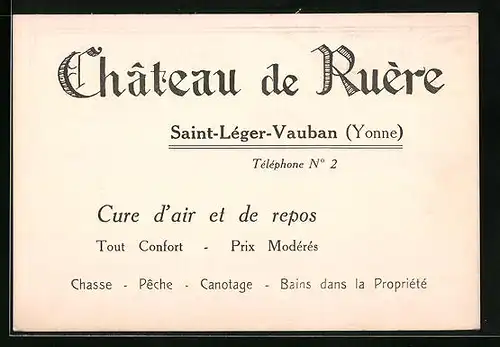 Château de Ruère
Saint-Léger-Vauban (Yonne)
Téléphone N° 2
Cure d'air et de repos
Tout Confort - Prix Modérés
Chasse - Pêche - Canotage - Bains dans la Propriété